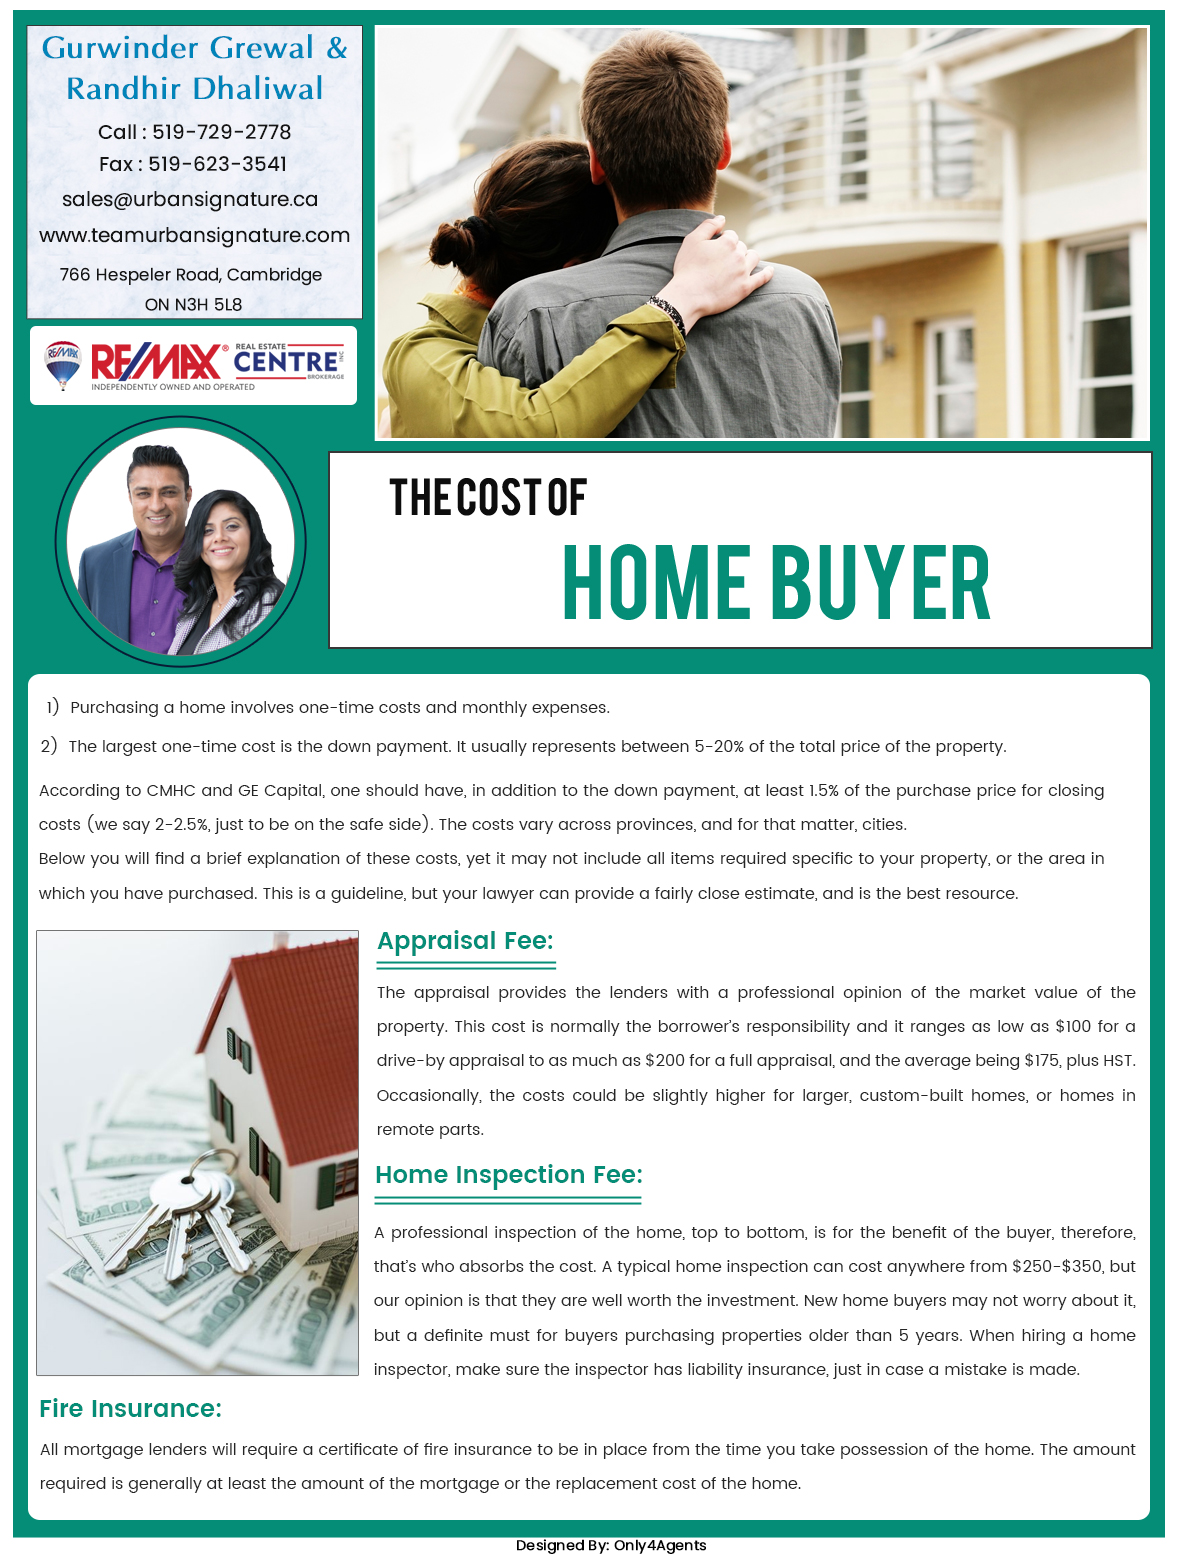 Gurwinder Grewal &
Randhir Dhaliwal
Call : 519-729-2778
Fax : 519-623-3541
sales@urbansignature.ca
www.teamurbansignature.com
766 Hespeler Road, Cambridge
ON N3H 5L8
RE/MAX
RE/MAX® REAL ESTATE CENTRE INC
BROKERAGE
INDEPENDENTLY OWNED AND OPERATED
THE COST OF
HOME BUYER
1) Purchasing a home involves one-time costs and monthly expenses.
2) The largest one-time cost is the down payment. It usually represents between 5-20% of the total price of the property.
According to CMHC and GE Capital, one should have, in addition to the down payment, at least 1.5% of the purchase price for closing
costs (we say 2-2.5%, just to be on the safe side). The costs vary across provinces, and for that matter, cities.
Below you will find a brief explanation of these costs, yet it may not include all items required specific to your property, or the area in
which you have purchased. This is a guideline, but your lawyer can provide a fairly close estimate, and is the best resource.
Appraisal Fee:
The appraisal provides the lenders with a professional opinion of the market value of the
property. This cost is normally the borrower's responsibility and it ranges as low as $100 for a
drive-by appraisal to as much as $200 for a full appraisal, and the average being $175, plus HST.
Occasionally, the costs could be slightly higher for larger, custom-built homes, or homes in
remote parts.
Home Inspection Fee:
A professional inspection of the home, top to bottom, is for the benefit of the buyer, therefore,
that's who absorbs the cost. A typical home inspection can cost anywhere from $250-$350, but
our opinion is that they are well worth the investment. New home buyers may not worry about it,
but a definite must for buyers purchasing properties older than 5 years. When hiring a home
inspector, make sure the inspector has liability insurance, just in case a mistake is made.
Fire Insurance:
All mortgage lenders will require a certificate of fire insurance to be in place from the time you take possession of the home. The amount
required is generally at least the amount of the mortgage or the replacement cost of the home.
Designed By: Only4Agents